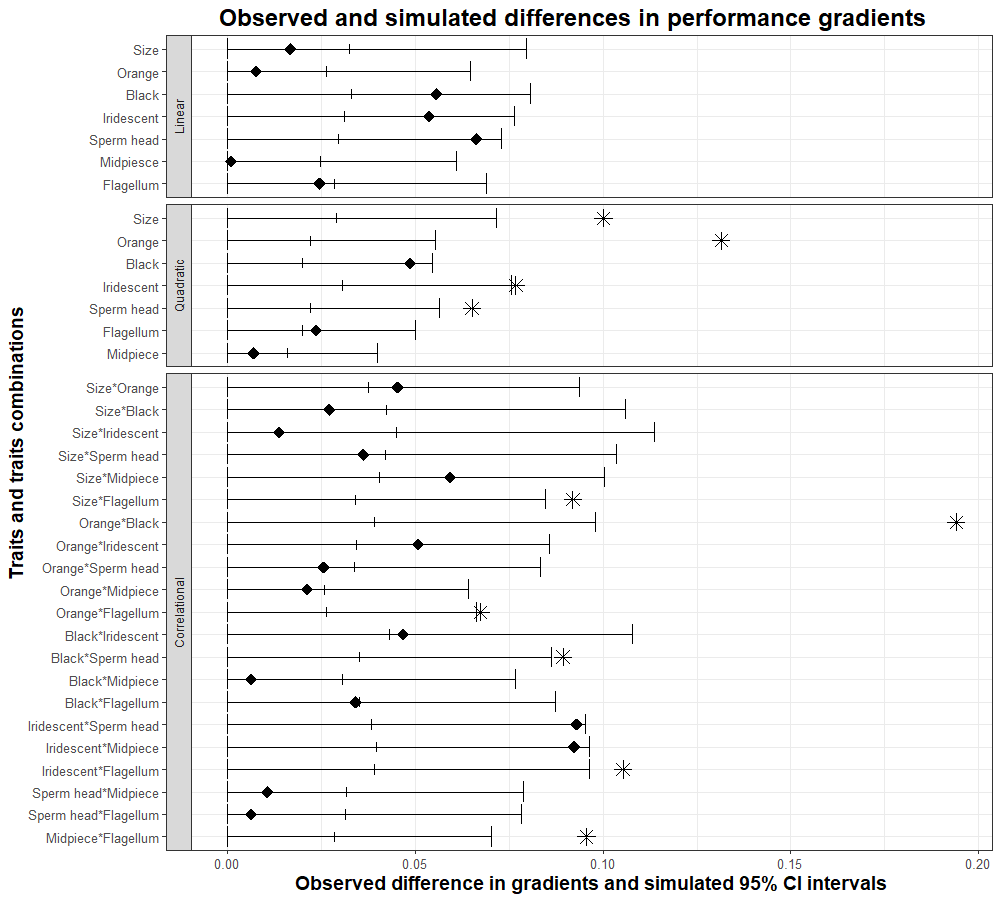 Observed and simulated differences in performance gradients
Traits and traits combinations
Linear
Size
Orange
Black
Iridescent
Sperm head
Midpiesce
Flagellum
Quadratic
Size
Orange
Black
Iridescent
Sperm head
Flagellum
Midpiece
Correlational
Size*Orange
Size*Black
Size*Iridescent
Size*Sperm head
Size*Midpiece
Size*Flagellum
Orange*Black
Orange*Iridescent
Orange*Sperm head
Orange*Midpiece
Orange*Flagellum
Black*Iridescent
Black*Sperm head
Black*Midpiece
Black*Flagellum
Iridescent*Sperm head
Iridescent*Midpiece
Iridescent*Flagellum
Sperm head*Midpiece
Sperm head*Flagellum
Midpiece*Flagellum
0.00 0.05 0.10 0.15 0.20
Observed difference in gradients and simulated 95% CI intervals